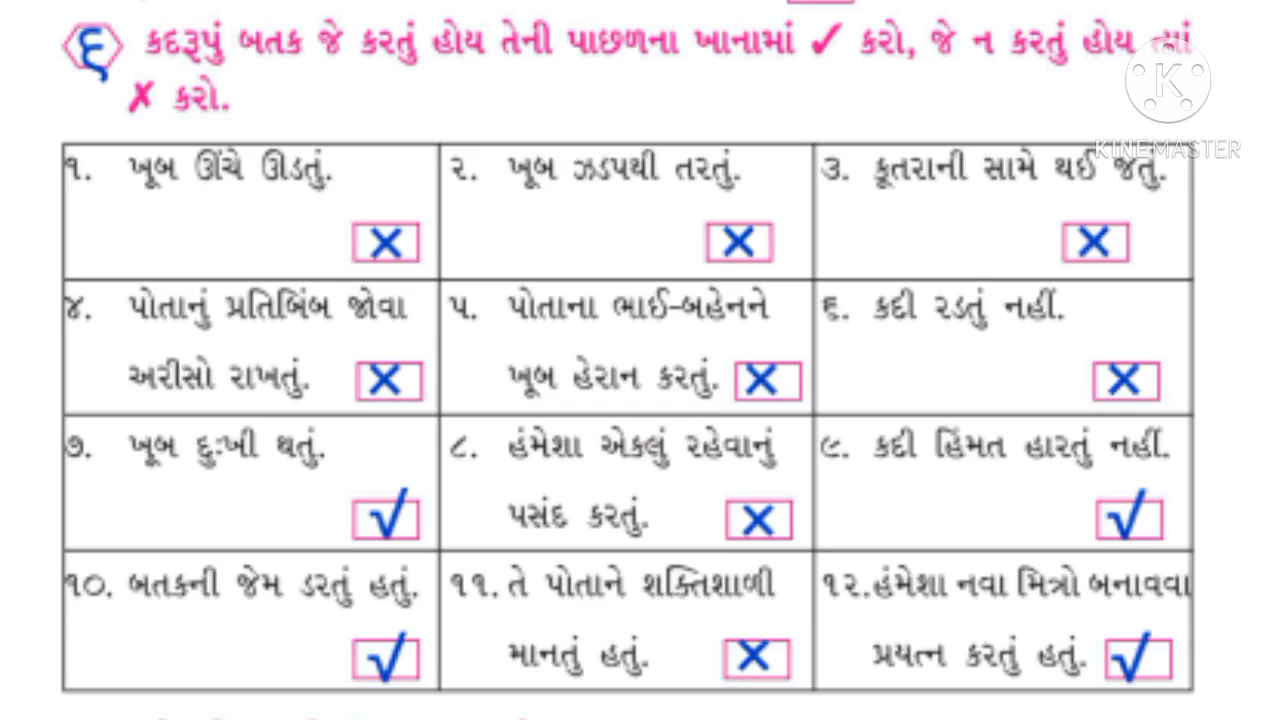 ૬ કદરૂપું બતક જે કરતું હોય તેની પાછળના ખાનામાં ✓ કરો, જે ન કરતું હોય ત્યાં
✗ કરો.
K
KINEMASTER
૧. ખૂબ ઊંચે ઊડતું. ✗
૨. ખૂબ ઝડપથી તરતું. ✗
૩. કૂતરાની સામે થઈ જતું. ✗
૪. પોતાનું પ્રતિબિંબ જોવા
અરીસો રાખતું. ✗
૫. પોતાના ભાઈ-બહેનને
ખૂબ હેરાન કરતું. ✗
૬. કદી રડતું નહીં. ✗
૭. ખૂબ દુઃખી થતું. ✓
૮. હંમેશા એકલું રહેવાનું
પસંદ કરતું. ✗
૯. કદી હિંમત હારતું નહીં. ✓
૧૦. બતકની જેમ ડરતું હતું. ✓
૧૧. તે પોતાને શક્તિશાળી
માનતું હતું. ✗
૧૨. હંમેશા નવા મિત્રો બનાવવા
પ્રયત્ન કરતું હતું. ✓